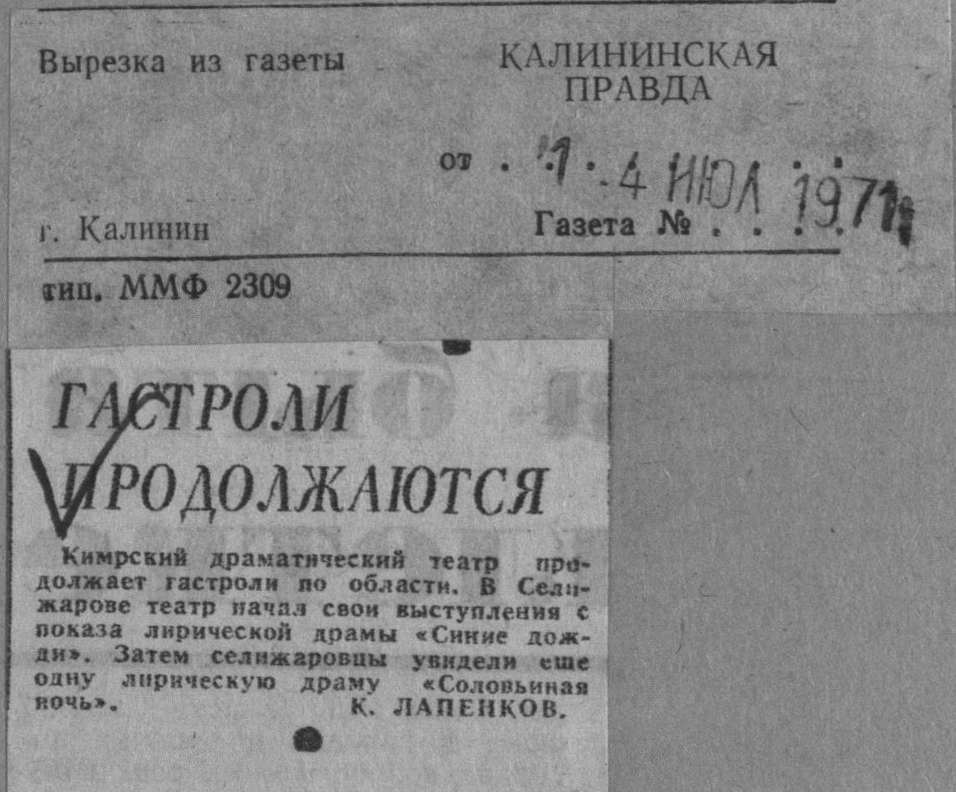 Вырезка из газеты
КАЛИНИНСКАЯ
ПРАВДА
от . . . -4 ИЮЛ 1971
г. Калинин
Газета № . . . .
тип. ММФ 2309
ГАСТРОЛИ
ПРОДОЛЖАЮТСЯ
Кимрский драматический театр про-
должает гастроли по области. В Сели-
жарове театр начал свои выступления с
показа лирической драмы «Синие дож-
ди». Затем селижаровцы увидели еще
одну лирическую драму «Соловьиная
ночь». К. ЛАПЕНКОВ.